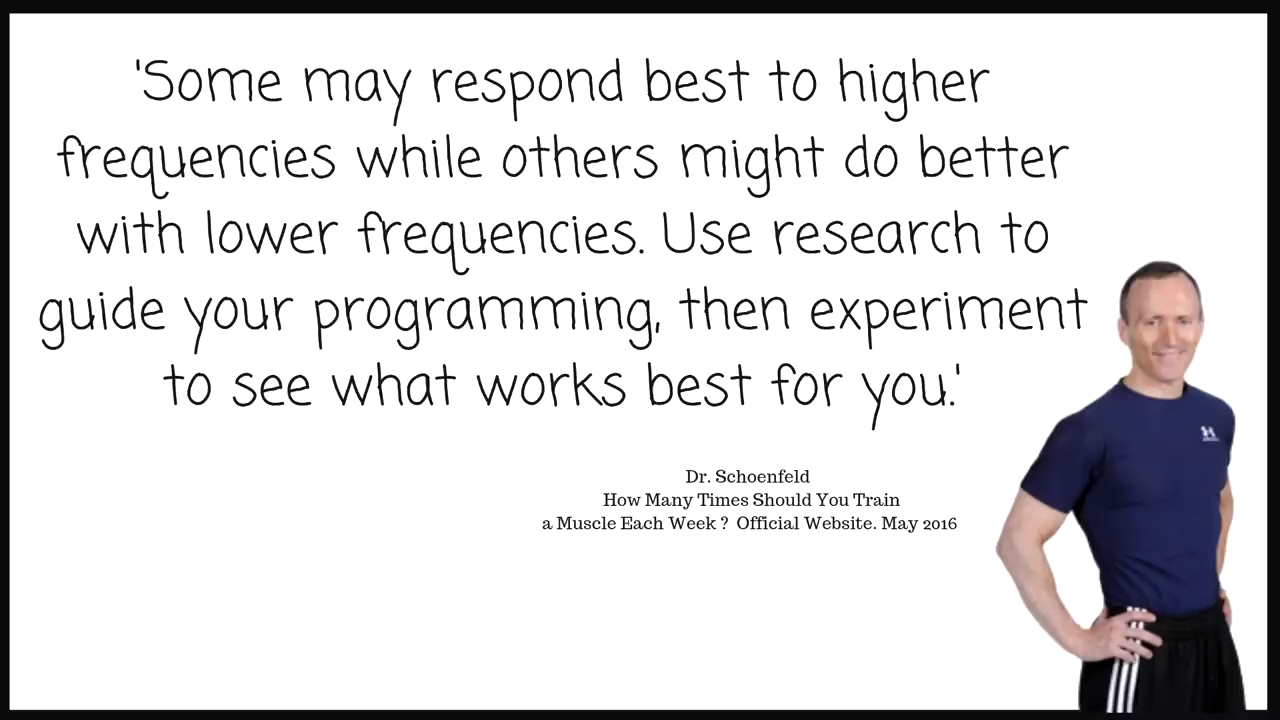 'Some may respond best to higher
frequencies while others might do better
with lower frequencies. Use research to
guide your programming, then experiment
to see what works best for you.'
Dr. Schoenfeld
How Many Times Should You Train
a Muscle Each Week ? Official Website. May 2016